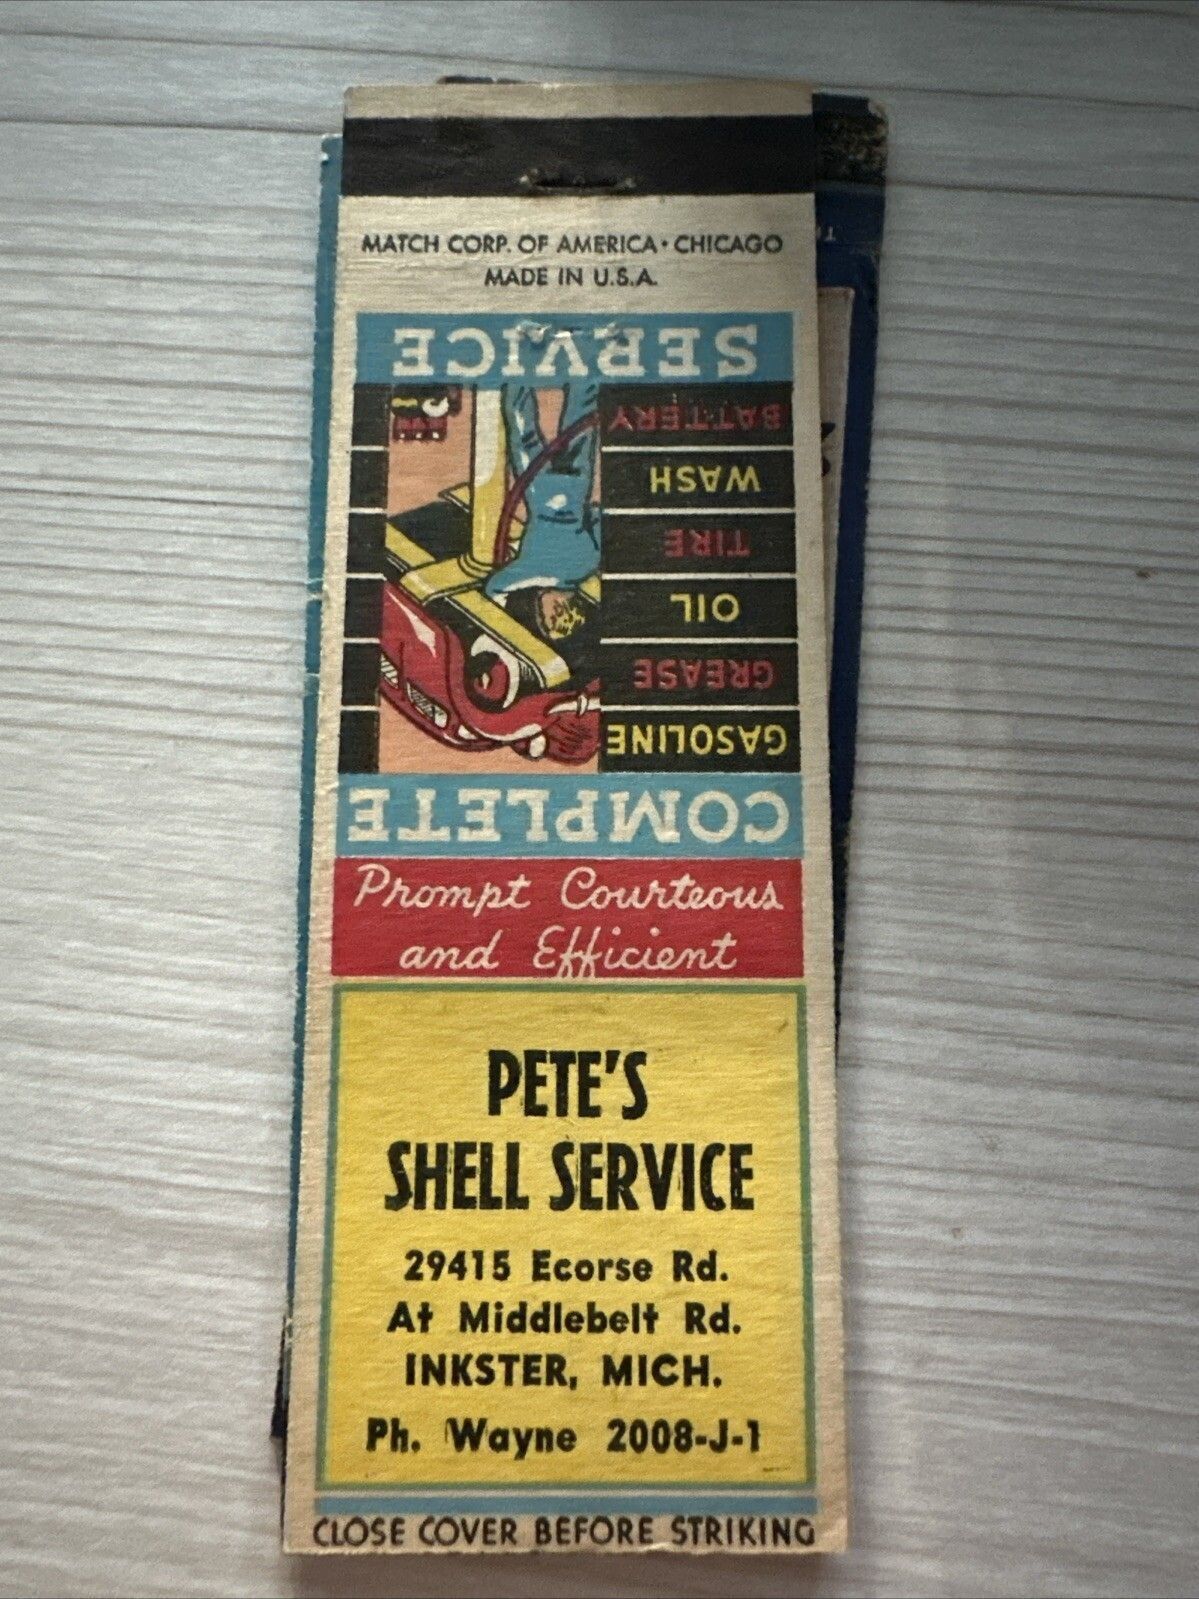 MATCH CORP. OF AMERICA • CHICAGO
MADE IN U.S.A.
COMPLETE
GASOLINE
GREASE
OIL
TIRE
WASH
BATTERY
SERVICE
Prompt Courteous
and Efficient
PETE'S
SHELL SERVICE
29415 Ecorse Rd.
At Middlebelt Rd.
INKSTER, MICH.
Ph. Wayne 2008-J-1
CLOSE COVER BEFORE STRIKING